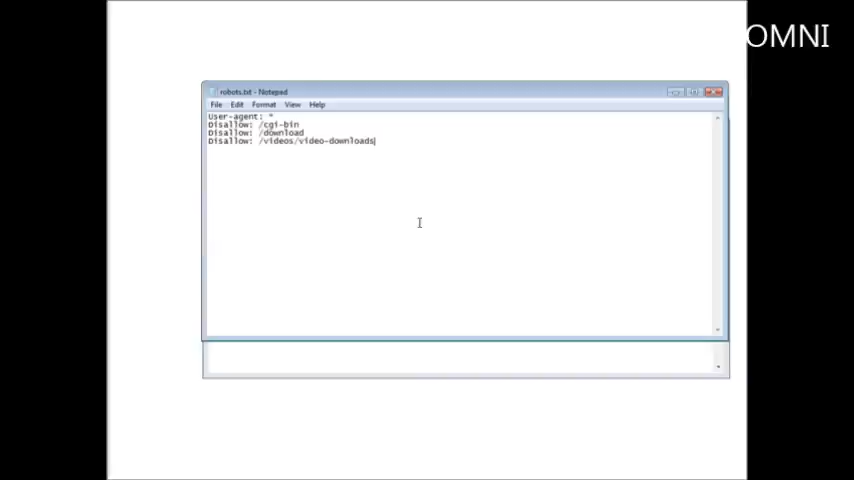 OMNI
robots.txt - Notepad
File Edit Format View Help
User-agent: *
Disallow: /cgi-bin
Disallow: /download
Disallow: /videos/video-downloads